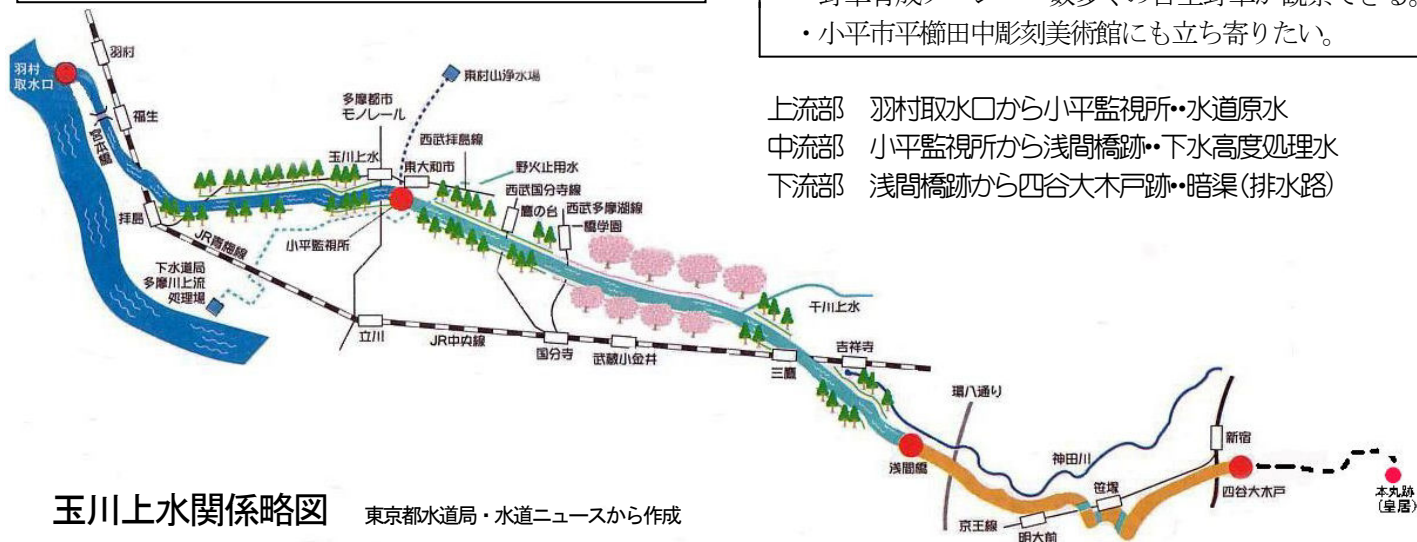 ・小平市平櫛田中彫刻美術館にも立ち寄りたい。
上流部 羽村取水口から小平監視所・・水道原水
中流部 小平監視所から浅間橋跡・・下水高度処理水
下流部 浅間橋跡から四谷大木戸跡・・暗渠(排水路)
羽村
羽村
取水口
福生
宮本橋
拝島
JR青梅線
下水道局
多摩川上流
処理場
玉川上水
多摩都市
モノレール
東村山浄水場
東大和市
西武拝島線
小平監視所
野火止用水
西武国分寺線
鷹の台
西武多摩湖線
一橋学園
立川
JR中央線
国分寺
武蔵小金井
千川上水
三鷹
吉祥寺
環八通り
浅間橋
神田川
京王線
明大前
笹塚
新宿
四谷大木戸
本丸跡
(皇居)
玉川上水関係略図 東京都水道局・水道ニュースから作成